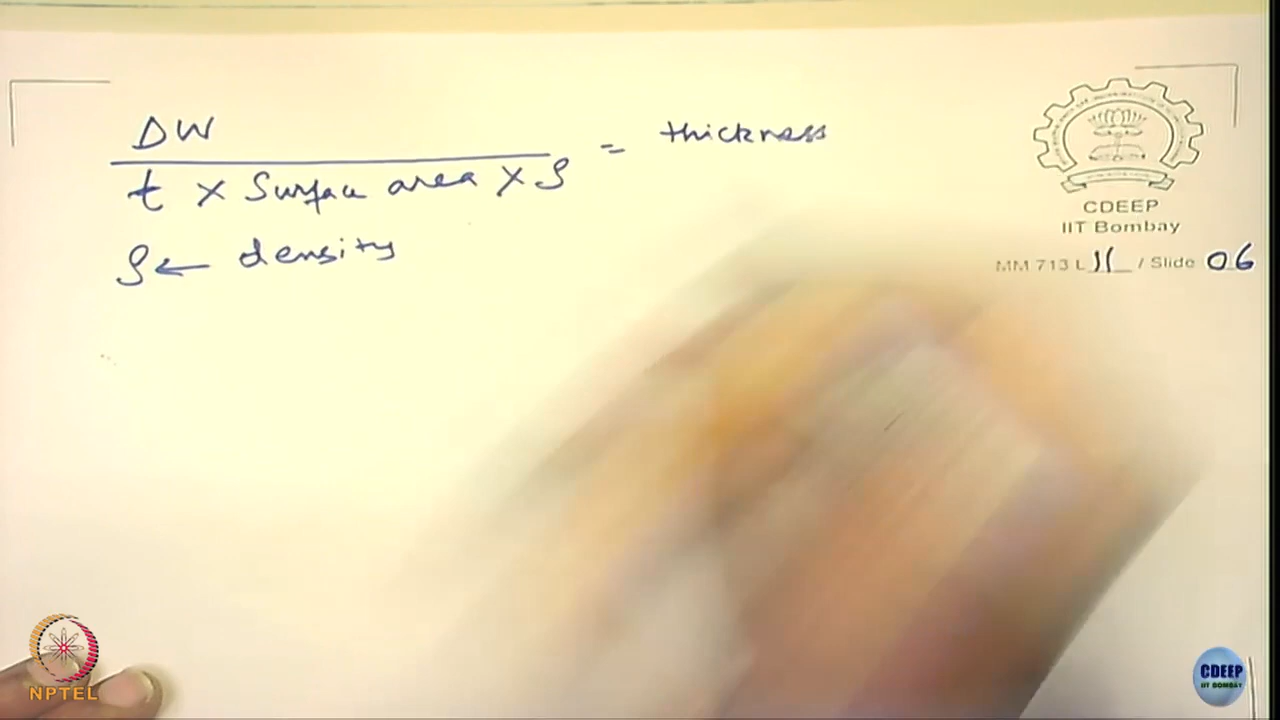 ΔW
t × Surface area × ρ = thickness
ρ ← density
CDEEP
IIT Bombay
MM 713 L 11 / Slide 06
NPTEL
CDEEP
IIT BOMBAY